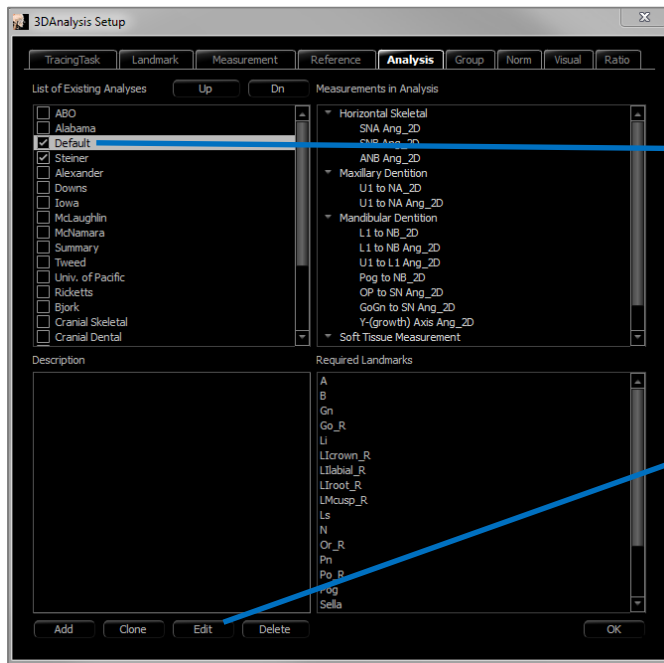 3DAnalysis Setup
TracingTask Landmark Measurement Reference Analysis Group Norm Visual Ratio
List of Existing Analyses Up Dn Measurements in Analysis
ABO
Alabama
Default
Steiner
Alexander
Downs
Iowa
McLaughlin
McNamara
Summary
Tweed
Univ. of Pacific
Ricketts
Bjork
Cranial Skeletal
Cranial Dental
Horizontal Skeletal
SNA Ang_2D
SNB Ang_2D
ANB Ang_2D
Maxillary Dentition
U1 to NA_2D
U1 to NA Ang_2D
Mandibular Dentition
L1 to NB_2D
L1 to NB Ang_2D
U1 to L1 Ang_2D
Pog to NB_2D
OP to SN Ang_2D
GoGn to SN Ang_2D
Y-(growth) Axis Ang_2D
Soft Tissue Measurement
Description
Required Landmarks
A
B
Gn
Go_R
Li
LIcrown_R
LIlabial_R
LIroot_R
LMcusp_R
Ls
N
Or_R
Pn
Po_R
Pog
Sella
Add Clone Edit Delete OK